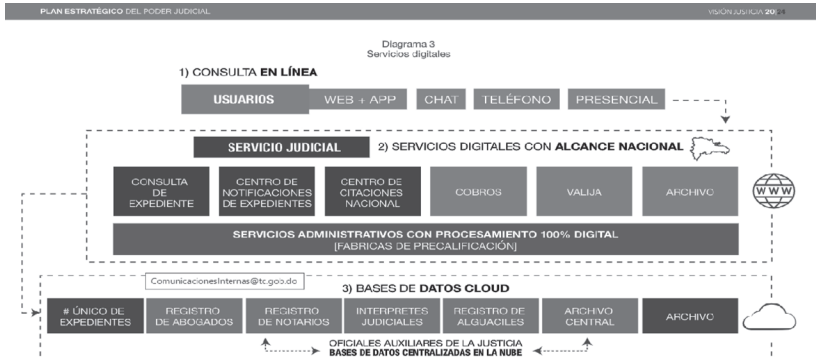 PLAN ESTRATÉGICO DEL PODER JUDICIAL
VISIÓN JUSTICIA 20|24
Diagrama 3
Servicios digitales
1) CONSULTA EN LÍNEA
USUARIOS
WEB + APP
CHAT
TELÉFONO
PRESENCIAL
SERVICIO JUDICIAL
2) SERVICIOS DIGITALES CON ALCANCE NACIONAL
CONSULTA
DE
EXPEDIENTE
CENTRO DE
NOTIFICACIONES
DE EXPEDIENTES
CENTRO DE
CITACIONES
NACIONAL
COBROS
VALIJA
ARCHIVO
WWW
SERVICIOS ADMINISTRATIVOS CON PROCESAMIENTO 100% DIGITAL
[FABRICAS DE PRECALIFICACIÓN]
ComunicacionesInternas@tc.gob.do
3) BASES DE DATOS CLOUD
# ÚNICO DE
EXPEDIENTES
REGISTRO
DE ABOGADOS
REGISTRO
DE NOTARIOS
INTERPRETES
JUDICIALES
REGISTRO DE
ALGUACILES
ARCHIVO
CENTRAL
ARCHIVO
OFICIALES AUXILIARES DE LA JUSTICIA
BASES DE DATOS CENTRALIZADAS EN LA NUBE